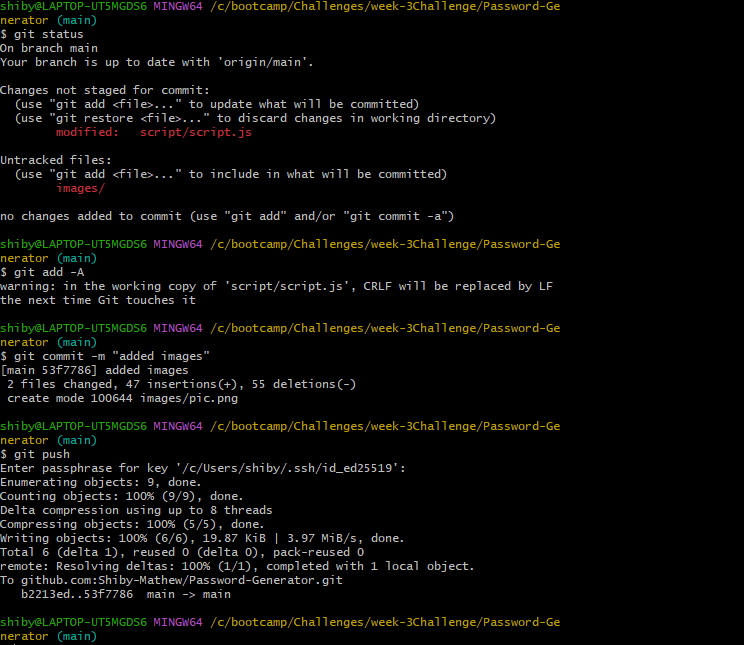 shiby@LAPTOP-UT5MGDS6 MINGW64 /c/bootcamp/Challenges/week-3Challenge/Password-Ge
nerator (main)
$ git status
On branch main
Your branch is up to date with 'origin/main'.

Changes not staged for commit:
  (use "git add <file>..." to update what will be committed)
  (use "git restore <file>..." to discard changes in working directory)
        modified:   script/script.js

Untracked files:
  (use "git add <file>..." to include in what will be committed)
        images/

no changes added to commit (use "git add" and/or "git commit -a")

shiby@LAPTOP-UT5MGDS6 MINGW64 /c/bootcamp/Challenges/week-3Challenge/Password-Ge
nerator (main)
$ git add -A
warning: in the working copy of 'script/script.js', CRLF will be replaced by LF
the next time Git touches it

shiby@LAPTOP-UT5MGDS6 MINGW64 /c/bootcamp/Challenges/week-3Challenge/Password-Ge
nerator (main)
$ git commit -m "added images"
[main 53f7786] added images
 2 files changed, 47 insertions(+), 55 deletions(-)
 create mode 100644 images/pic.png

shiby@LAPTOP-UT5MGDS6 MINGW64 /c/bootcamp/Challenges/week-3Challenge/Password-Ge
nerator (main)
$ git push
Enter passphrase for key '/c/Users/shiby/.ssh/id_ed25519':
Enumerating objects: 9, done.
Counting objects: 100% (9/9), done.
Delta compression using up to 8 threads
Compressing objects: 100% (5/5), done.
Writing objects: 100% (6/6), 19.87 KiB | 3.97 MiB/s, done.
Total 6 (delta 1), reused 0 (delta 0), pack-reused 0
remote: Resolving deltas: 100% (1/1), completed with 1 local object.
To github.com:Shiby-Mathew/Password-Generator.git
   b2213ed..53f7786  main -> main

shiby@LAPTOP-UT5MGDS6 MINGW64 /c/bootcamp/Challenges/week-3Challenge/Password-Ge
nerator (main)